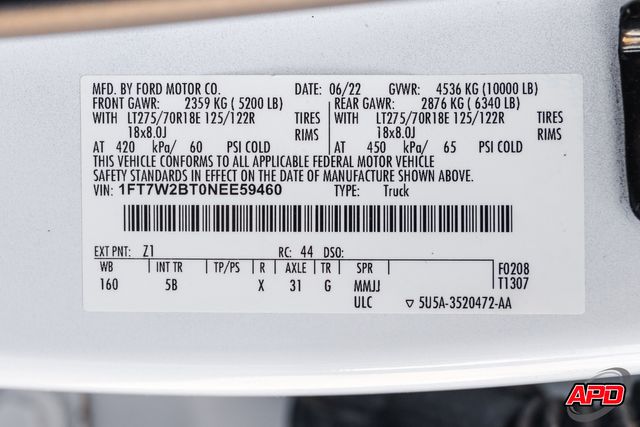 MFD. BY FORD MOTOR CO. DATE: 06/22 GVWR: 4536 KG (10000 LB)
FRONT GAWR: 2359 KG ( 5200 LB) REAR GAWR: 2876 KG ( 6340 LB)
WITH LT275/70R18E 125/122R TIRES WITH LT275/70R18E 125/122R TIRES
18x8.0J RIMS 18x8.0J RIMS
AT 420 kPa/ 60 PSI COLD AT 450 kPa/ 65 PSI COLD
THIS VEHICLE CONFORMS TO ALL APPLICABLE FEDERAL MOTOR VEHICLE
SAFETY STANDARDS IN EFFECT ON THE DATE OF MANUFACTURE SHOWN ABOVE.
VIN: 1FT7W2BT0NEE59460 TYPE: Truck
EXT PNT: Z1 RC: 44 DSO:
WB INT TR TP/PS R AXLE TR SPR F0208
160 5B X 31 G MMJJ T1307
ULC ▽ 5U5A-3520472-AA
APD